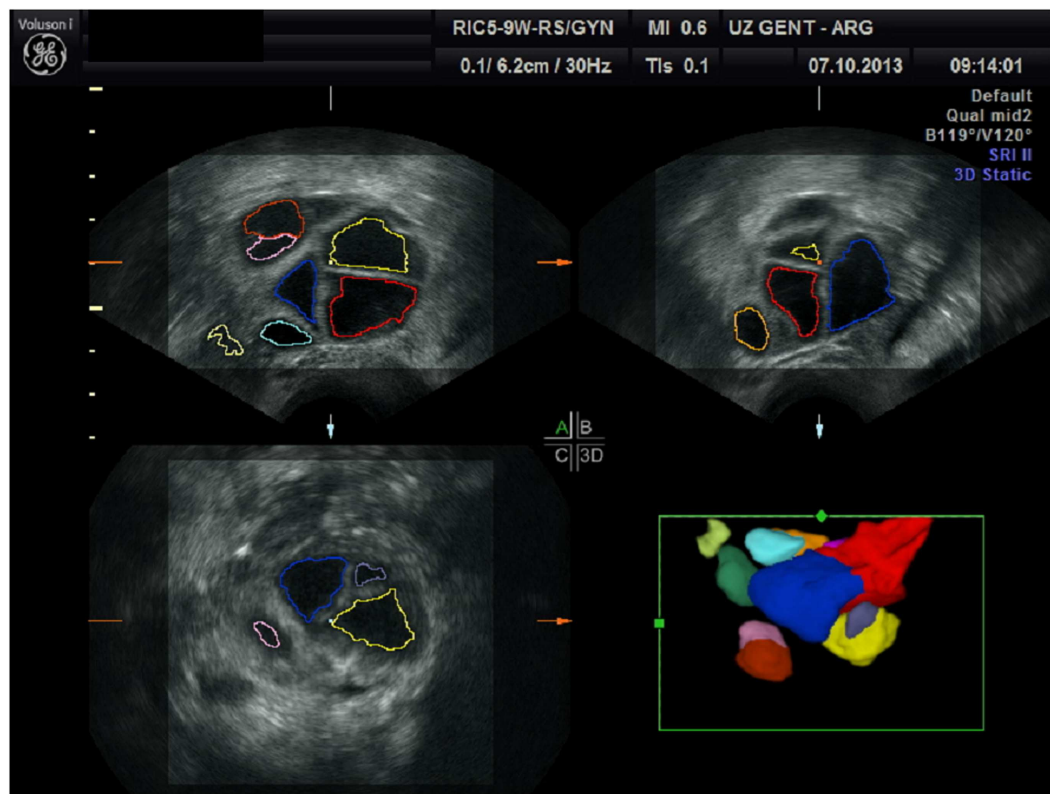 Voluson i
GE
RIC5-9W-RS/GYN MI 0.6 UZ GENT - ARG
0.1/ 6.2cm / 30Hz TIs 0.1 07.10.2013 09:14:01
Default
Qual mid2
B119°/V120°
SRI II
3D Static
A B
C 3D